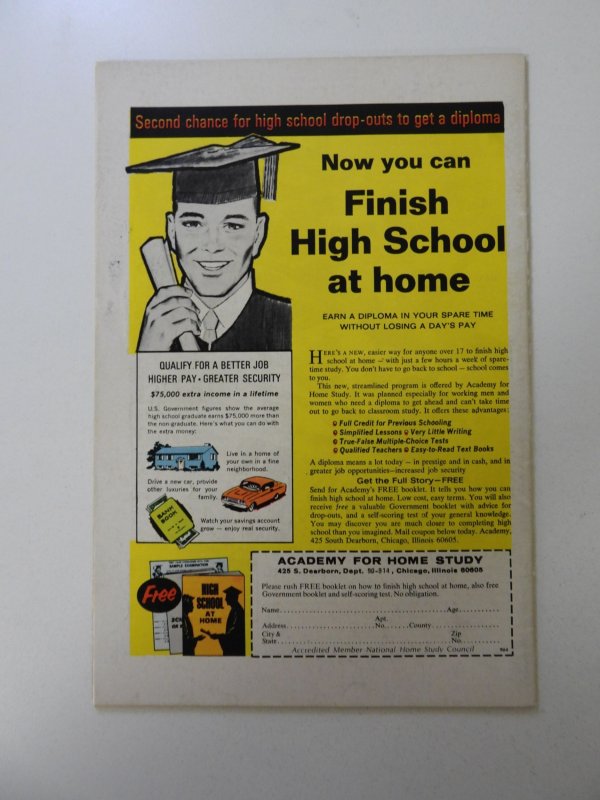 Second chance for high school drop-outs to get a diploma
Now you can
Finish
High School
at home
EARN A DIPLOMA IN YOUR SPARE TIME
WITHOUT LOSING A DAY'S PAY
HERE'S A NEW, easier way for anyone over 17 to finish high
school at home — with just a few hours a week of spare-
time study. You don't have to go back to school — school comes
to you.
This new, streamlined program is offered by Academy for
Home Study. It was planned especially for working men and
women who need a diploma to get ahead and can't take time
out to go back to classroom study. It offers these advantages:
Full Credit for Previous Schooling
Simplified Lessons Very Little Writing
True-False Multiple-Choice Tests
Qualified Teachers Easy-to-Read Text Books
A diploma means a lot today — in prestige and in cash, and in
greater job opportunities—increased job security
Get the Full Story—FREE
Send for Academy's FREE booklet. It tells you how you can
finish high school at home. Low cost, easy terms. You will also
receive free a valuable Government booklet with advice for
drop-outs, and a self-scoring test of your general knowledge.
You may discover you are much closer to completing high
school than you imagined. Mail coupon below today. Academy,
425 South Dearborn, Chicago, Illinois 60605.
QUALIFY FOR A BETTER JOB
HIGHER PAY • GREATER SECURITY
$75,000 extra income in a lifetime
U.S. Government figures show the average
high school graduate earns $75,000 more than
the non-graduate. Here's what you can do with
the extra money:
Live in a home of
your own in a fine
neighborhood.
Drive a new car, provide
other luxuries for your
family.
BANK
BOOK
Watch your savings account
grow — enjoy real security.
Free
SAMPLE EXAMINATION
HIGH
SCHOOL
AT
HOME
ACADEMY FOR HOME STUDY
425 S. Dearborn, Dept. 90-814, Chicago, Illinois 60605
Please rush FREE booklet on how to finish high school at home, also free
Government booklet and self-scoring test. No obligation.
Name Age
Apt.
Address No. County
City & Zip
State No.
Accredited Member National Home Study Council